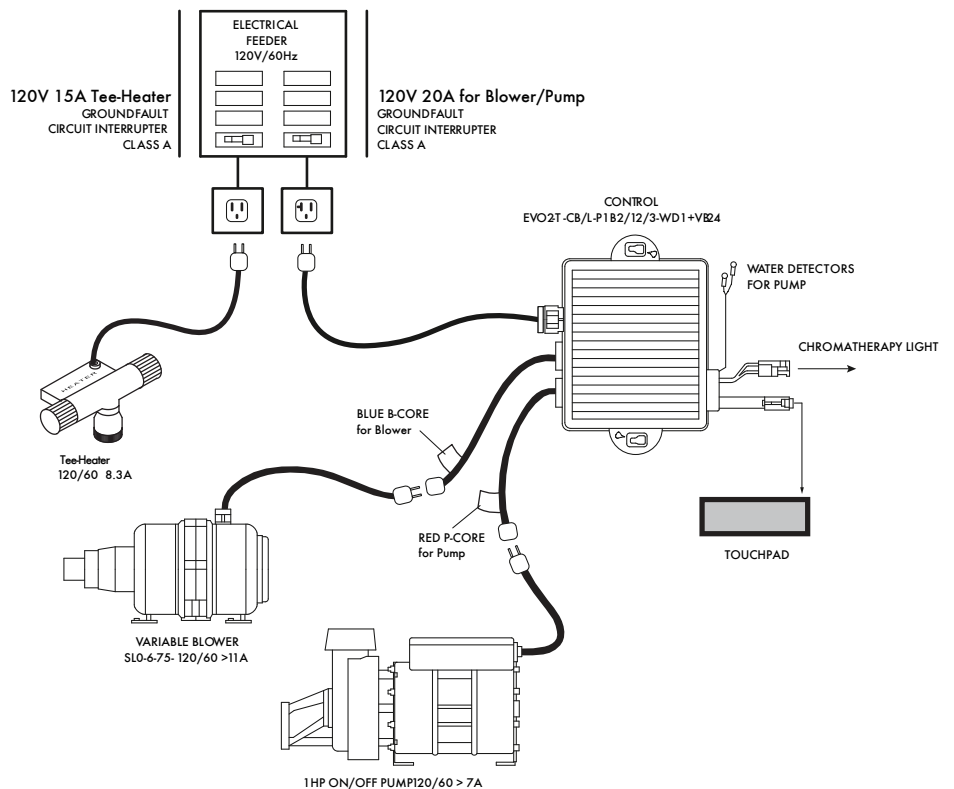 ELECTRICAL
FEEDER
120V/60Hz
120V 15A Tee-Heater
GROUNDFAULT
CIRCUIT INTERRUPTER
CLASS A
120V 20A for Blower/Pump
GROUNDFAULT
CIRCUIT INTERRUPTER
CLASS A
CONTROL
EVO2-T-CB/L-P1B2/12/3-WD1+VB24
WATER DETECTORS
FOR PUMP
CHROMATHERAPY LIGHT
HEATER
Tee-Heater
120/60 8.3A
BLUE B-CORE
for Blower
RED P-CORE
for Pump
TOUCHPAD
VARIABLE BLOWER
SL0-6-75- 120/60 >11A
1HP ON/OFF PUMP120/60 > 7A